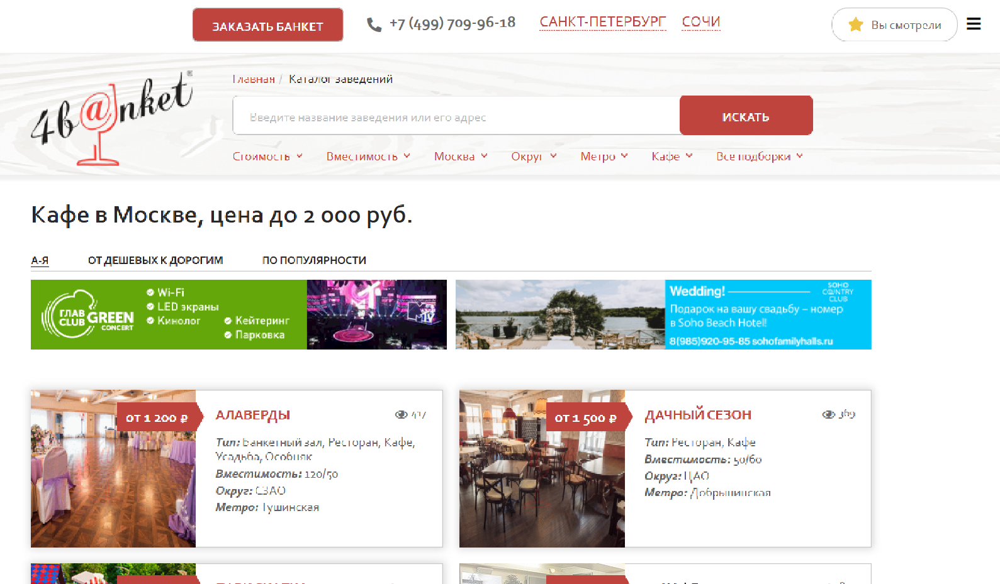 ЗАКАЗАТЬ БАНКЕТ
+7 (499) 709-96-18
САНКТ-ПЕТЕРБУРГ
СОЧИ
Вы смотрели
4b@nket
Главная / Каталог заведений
Введите название заведения или его адрес
ИСКАТЬ
Стоимость Вместимость Москва Округ Метро Кафе Все подборки
Кафе в Москве, цена до 2 000 руб.
А-Я
ОТ ДЕШЕВЫХ К ДОРОГИМ
ПО ПОПУЛЯРНОСТИ
ГЛАВ CLUB GREEN CONCERT
Wi-Fi
LED экраны
Кинолог
Кейтеринг
Парковка
Wedding!
SOHO COUNTRY CLUB
Подарок на вашу свадьбу – номер
в Soho Beach Hotel!
8(985)920-95-85 sohofamilyhalls.ru
от 1 200 ₽
АЛАВЕРДЫ
417
Тип: Банкетный зал, Ресторан, Кафе,
Усадьба, Особняк
Вместимость: 120/50
Округ: СЗАО
Метро: Тушинская
от 1 500 ₽
ДАЧНЫЙ СЕЗОН
369
Тип: Ресторан, Кафе
Вместимость: 50/60
Округ: ЦАО
Метро: Добрынинская